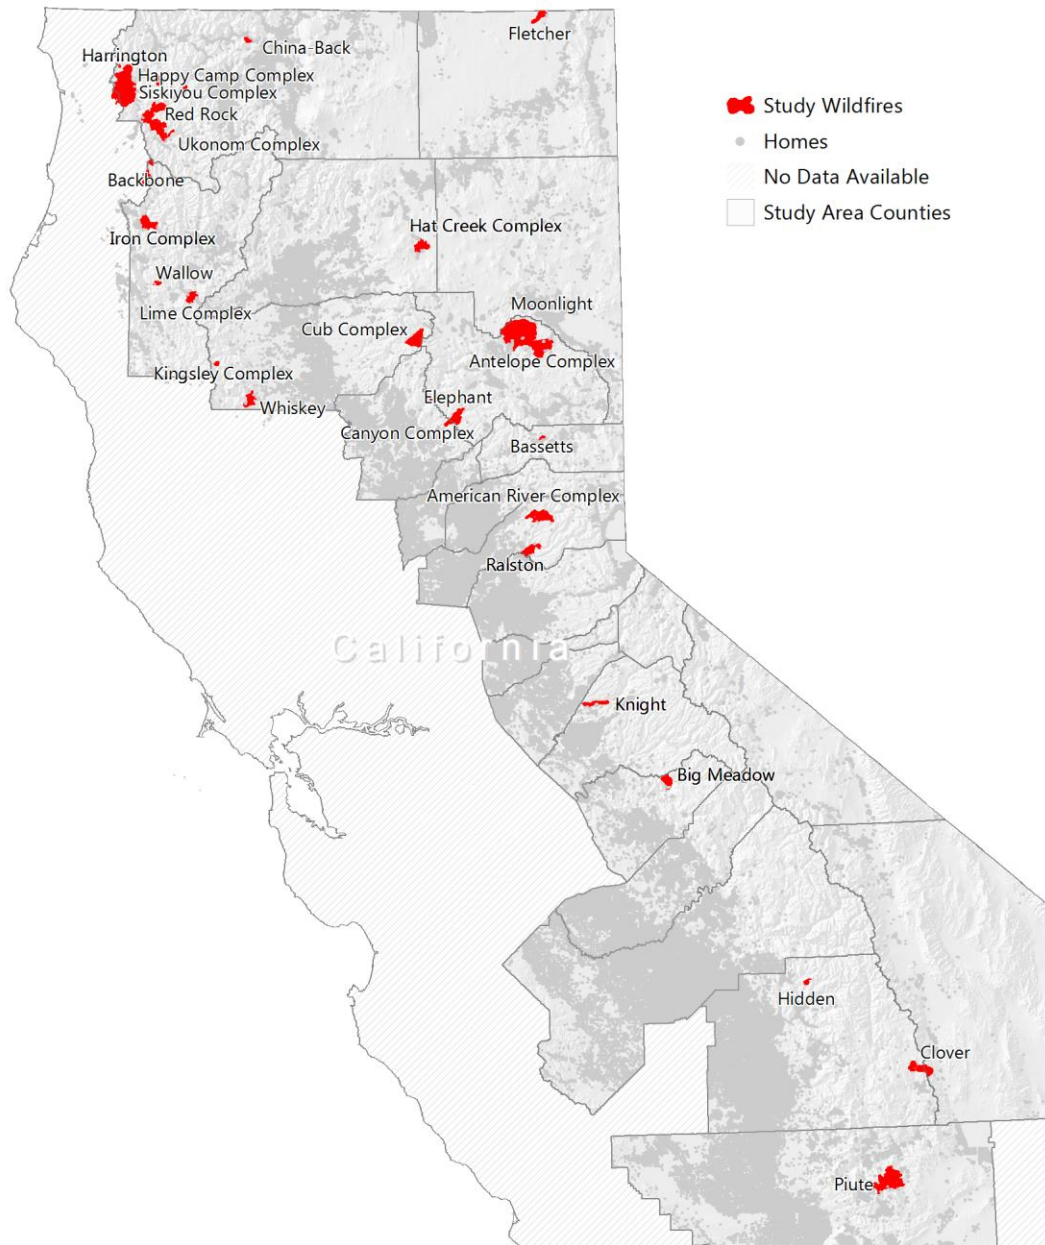 Fletcher
China-Back
Harrington
Happy Camp Complex
Siskiyou Complex
Red Rock
Ukonom Complex
Backbone
Iron Complex
Hat Creek Complex
Wallow
Lime Complex
Moonlight
Cub Complex
Antelope Complex
Kingsley Complex
Whiskey
Elephant
Canyon Complex
Bassetts
American River Complex
Ralston
California
Knight
Big Meadow
Hidden
Clover
Piute
Study Wildfires
Homes
No Data Available
Study Area Counties